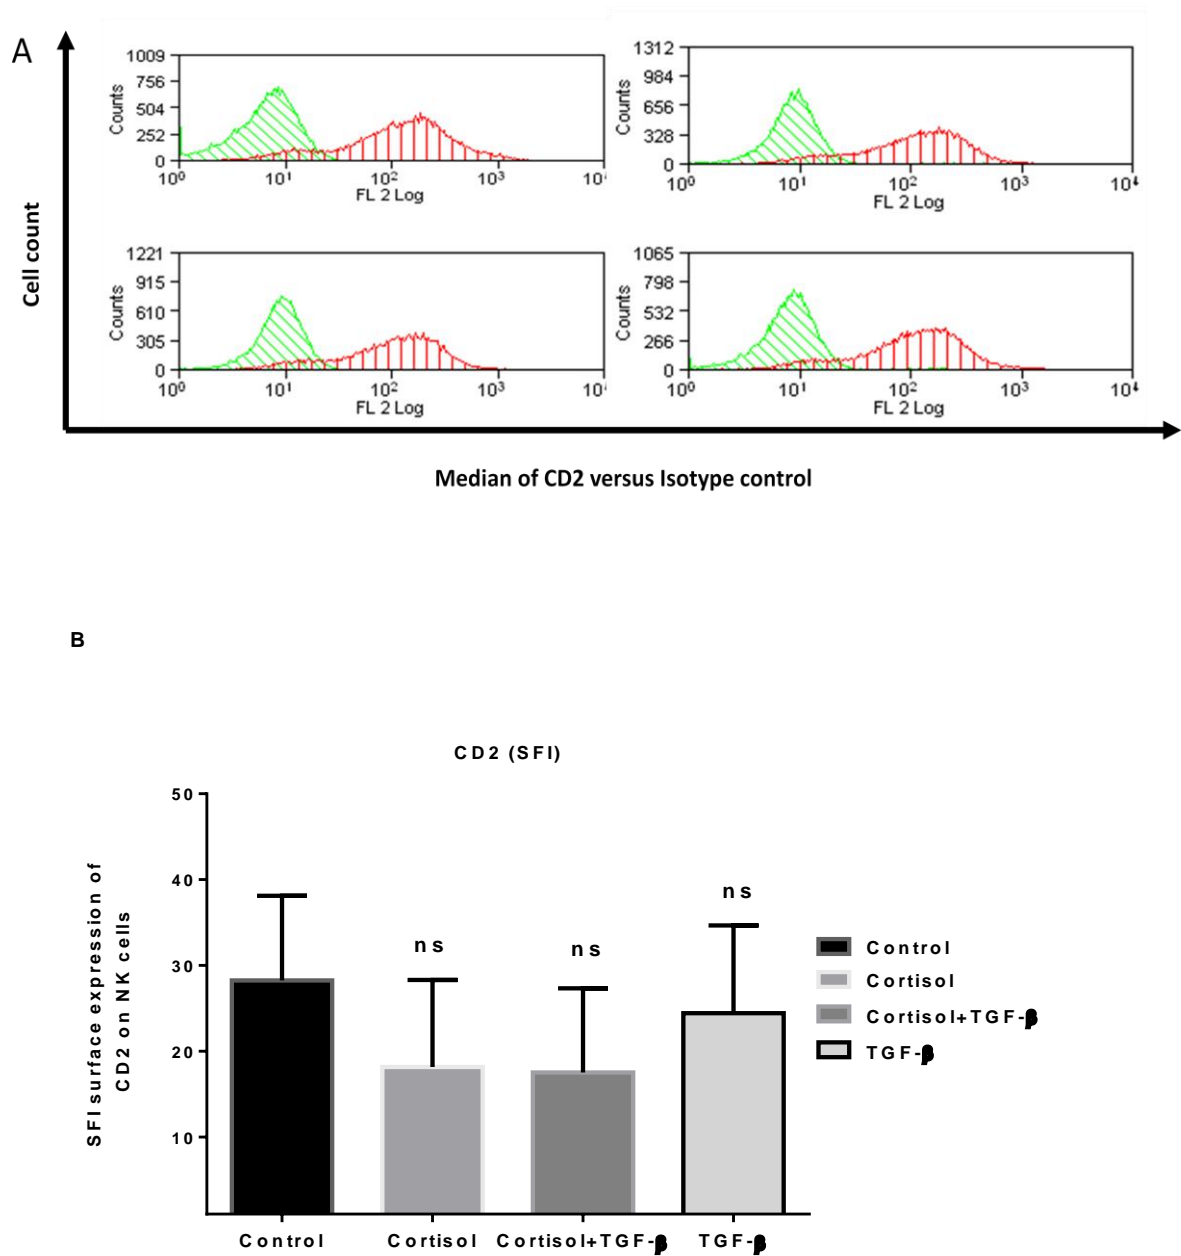 A
Cell count
1009
756
504
252
0
Counts
10⁰ 10¹ 10² 10³ 10
FL 2 Log
1312
984
656
328
0
Counts
10⁰ 10¹ 10² 10³ 10⁴
FL 2 Log
1221
915
610
305
0
Counts
10⁰ 10¹ 10² 10³ 10
FL 2 Log
1065
798
532
266
0
Counts
10⁰ 10¹ 10² 10³ 10⁴
FL 2 Log
Median of CD2 versus Isotype control
B
CD2 (SFI)
SFI surface expression of
CD2 on NK cells
50
40
30
20
10
ns
ns
ns
Control
Cortisol
Cortisol+TGF-β
TGF-β
Control Cortisol Cortisol+TGF-β TGF-β